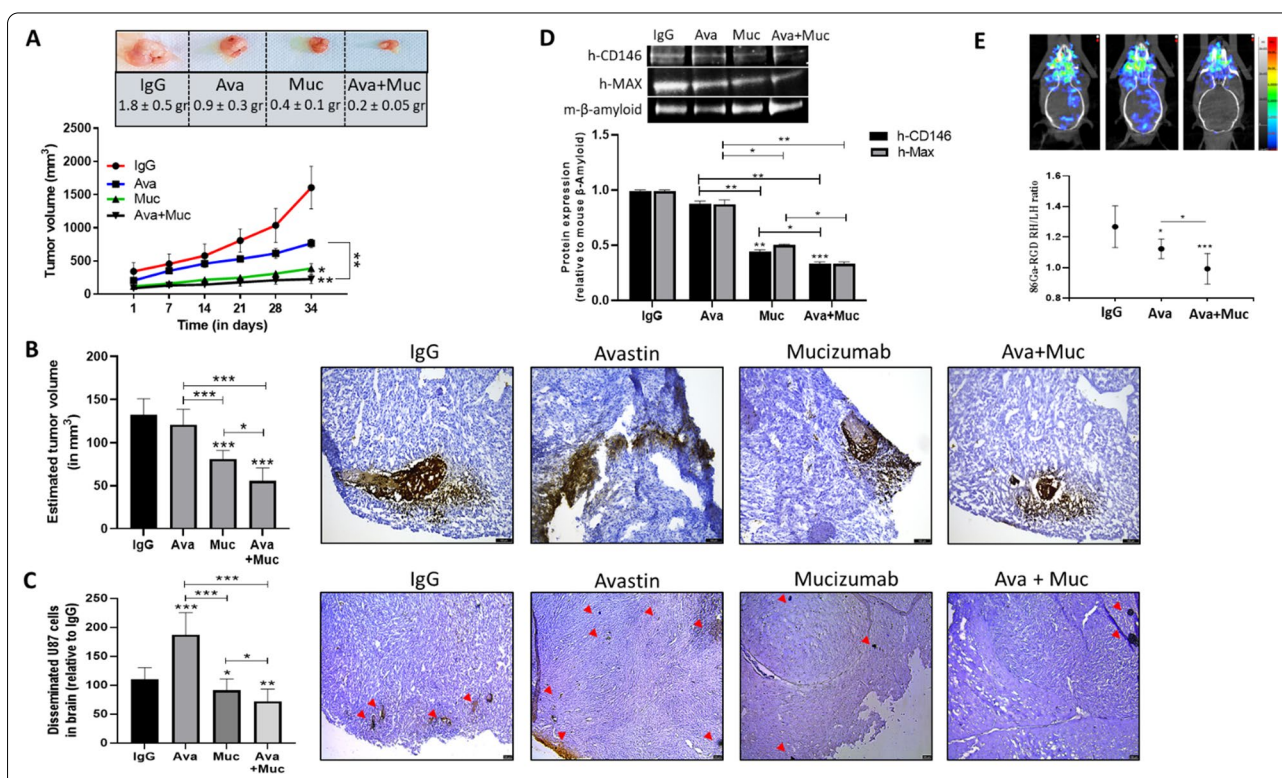 A
IgG Ava Muc Ava+Muc
1.8 ± 0.5 gr 0.9 ± 0.3 gr 0.4 ± 0.1 gr 0.2 ± 0.05 gr
Tumor volume (mm³)
2500
2000
1500
1000
500
0
IgG
Ava
Muc
Ava+Muc
**
*
**
1 7 14 21 28 34
Time (in days)
D
IgG Ava Muc Ava+Muc
h-CD146
h-MAX
m-β-amyloid
h-CD146
h-Max
Protein expression
(relative to mouse β-Amyloid)
1.5
1.0
0.5
0.0
**
*
**
**
*
*
**
***
IgG Ava Muc Ava+Muc
E
86Ga-RGD RH/LH ratio
1.6
1.4
1.2
1.0
0.8
*
*
***
IgG Ava Ava+Muc
B
Estimated tumor volume
(in mm³)
200
150
100
50
0
***
***
*
***
***
IgG Ava Muc Ava
+Muc
IgG Avastin Mucizumab Ava+Muc
C
Disseminated U87 cells
in brain (relative to IgG)
250
200
150
100
50
0
***
***
***
*
*
**
IgG Ava Muc Ava
+Muc
IgG Avastin Mucizumab Ava + Muc